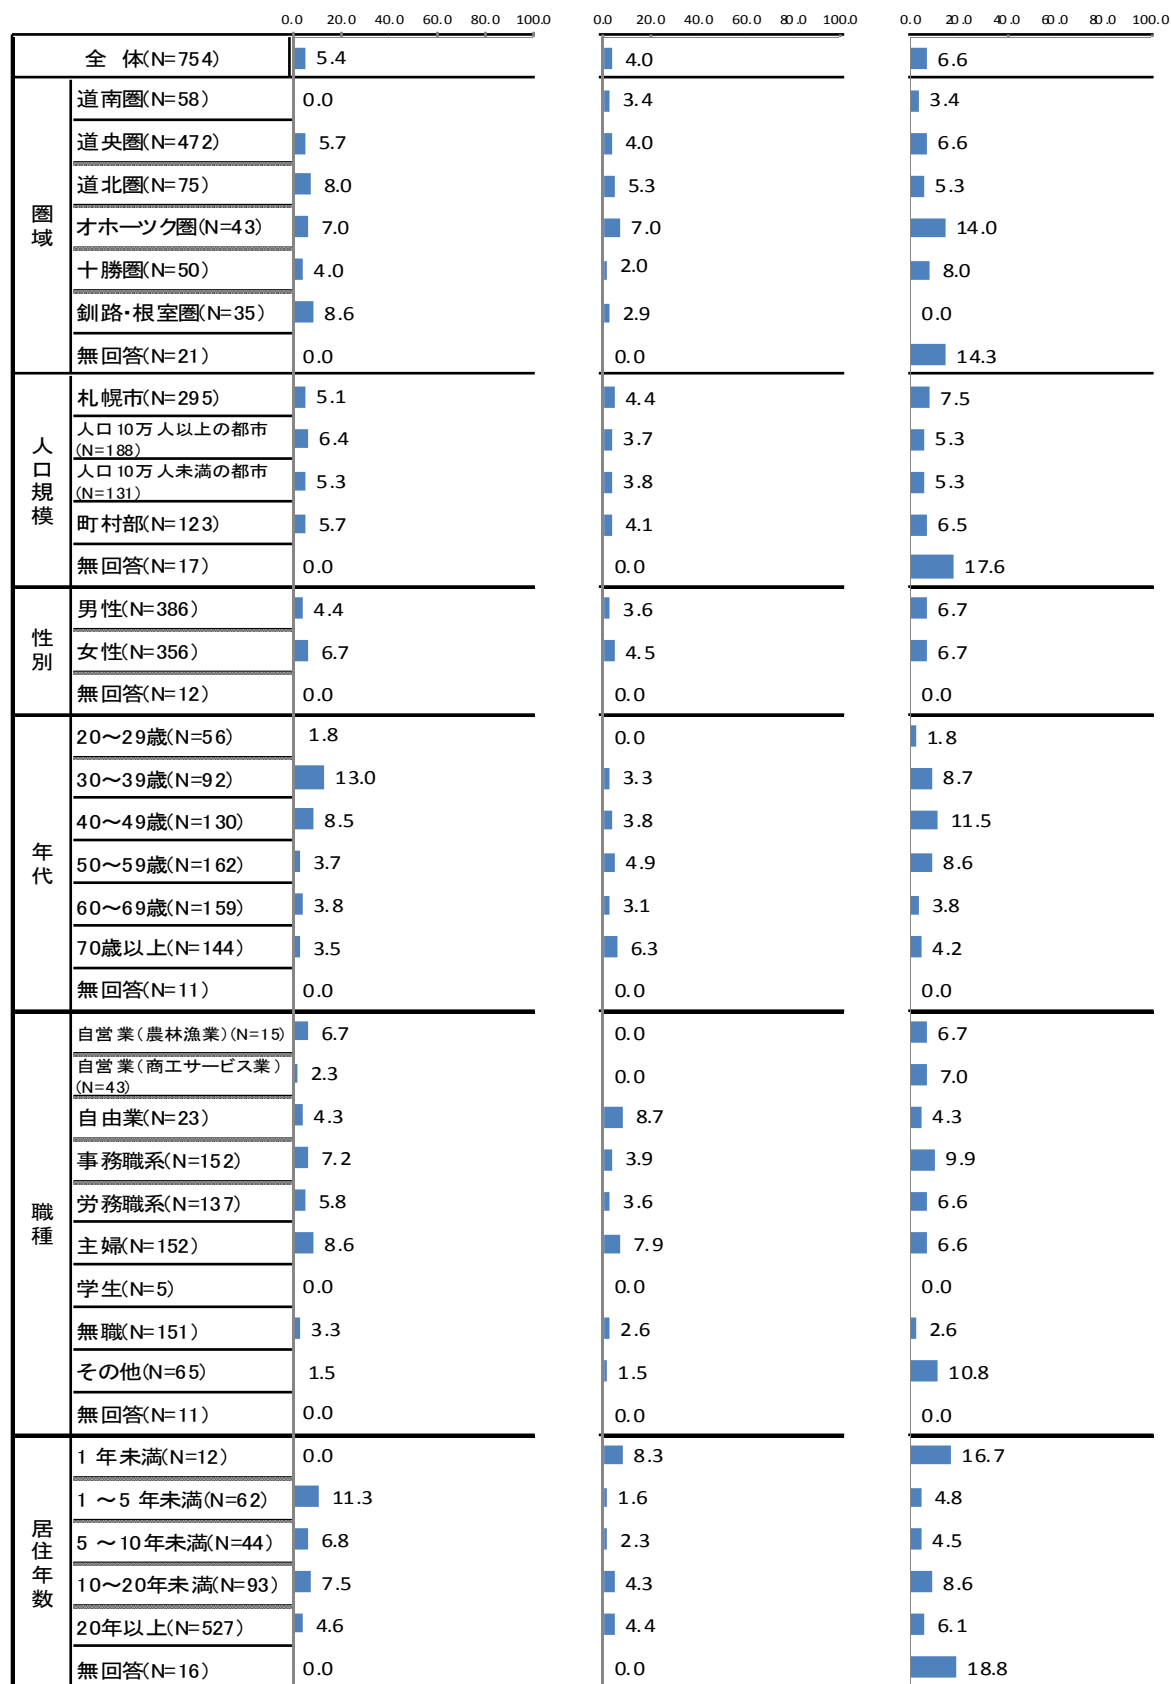 0.0 20.0 40.0 60.0 80.0 100.0 0.0 20.0 40.0 60.0 80.0 100.0 0.0 20.0 40.0 60.0 80.0 100.0
全 体(N=754) 5.4 4.0 6.6
圏域
道南圏(N=58) 0.0 3.4 3.4
道央圏(N=472) 5.7 4.0 6.6
道北圏(N=75) 8.0 5.3 5.3
オホーツク圏(N=43) 7.0 7.0 14.0
十勝圏(N=50) 4.0 2.0 8.0
釧路・根室圏(N=35) 8.6 2.9 0.0
無回答(N=21) 0.0 0.0 14.3
人口規模
札幌市(N=295) 5.1 4.4 7.5
人口10万人以上の都市
(N=188) 6.4 3.7 5.3
人口10万人未満の都市
(N=131) 5.3 3.8 5.3
町村部(N=123) 5.7 4.1 6.5
無回答(N=17) 0.0 0.0 17.6
性別
男性(N=386) 4.4 3.6 6.7
女性(N=356) 6.7 4.5 6.7
無回答(N=12) 0.0 0.0 0.0
年代
20～29歳(N=56) 1.8 0.0 1.8
30～39歳(N=92) 13.0 3.3 8.7
40～49歳(N=130) 8.5 3.8 11.5
50～59歳(N=162) 3.7 4.9 8.6
60～69歳(N=159) 3.8 3.1 3.8
70歳以上(N=144) 3.5 6.3 4.2
無回答(N=11) 0.0 0.0 0.0
職種
自営業(農林漁業)(N=15) 6.7 0.0 6.7
自営業(商工サービス業)
(N=43) 2.3 0.0 7.0
自由業(N=23) 4.3 8.7 4.3
事務職系(N=152) 7.2 3.9 9.9
労務職系(N=137) 5.8 3.6 6.6
主婦(N=152) 8.6 7.9 6.6
学生(N=5) 0.0 0.0 0.0
無職(N=151) 3.3 2.6 2.6
その他(N=65) 1.5 1.5 10.8
無回答(N=11) 0.0 0.0 0.0
居住年数
1 年未満(N=12) 0.0 8.3 16.7
1 ～5 年未満(N=62) 11.3 1.6 4.8
5 ～10年未満(N=44) 6.8 2.3 4.5
10～20年未満(N=93) 7.5 4.3 8.6
20年以上(N=527) 4.6 4.4 6.1
無回答(N=16) 0.0 0.0 18.8